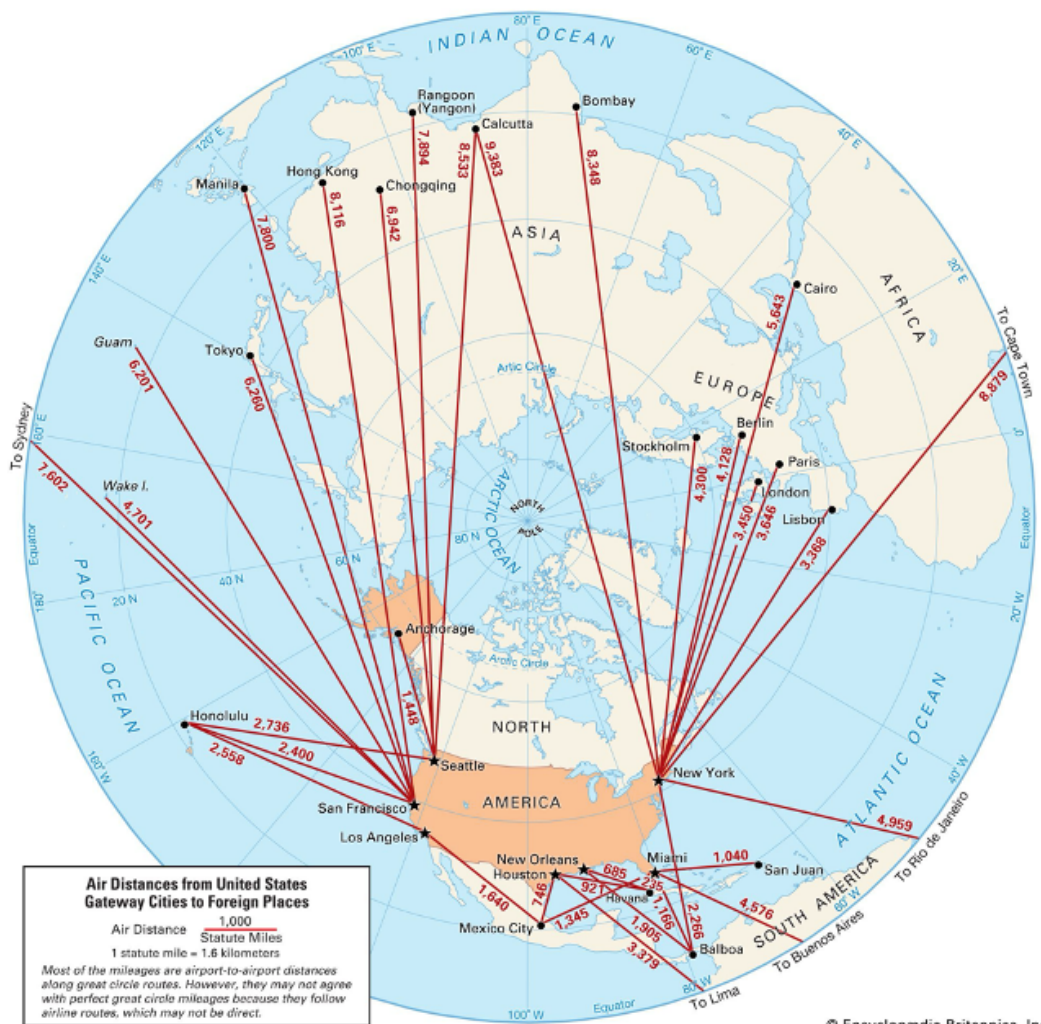 80° E
INDIAN OCEAN
100° E
60° E
Rangoon
(Yangon)
Bombay
Calcutta
120° E
40° E
7,894
8,533
9,383
8,348
Hong Kong
Manila
Chongqing
8,116
6,942
7,800
ASIA
140° E
20° E
AFRICA
Cairo
5,643
Guam
Tokyo
6,201
6,260
To Cape Town
8,879
Artic Circle
EUROPE
To Sydney
160° E
7,602
Berlin
Stockholm
4,128
4,300
Paris
London
3,450
3,646
Lisbon
3,368
0°
Wake I.
4,701
ARCTIC OCEAN
NORTH
POLE
80 N
60 N
40 N
20 N
Equator
Equator
180°
20° W
PACIFIC OCEAN
Anchorage
Arctic Circle
1,448
NORTH
Honolulu
2,736
2,400
2,558
160° W
Seattle
New York
40° W
ATLANTIC OCEAN
San Francisco
AMERICA
Los Angeles
4,959
To Rio de Janeiro
New Orleans
Houston
Miami
1,040
San Juan
685
921
235
Havana
746
1,166
1,640
1,345
Mexico City
1,905
3,379
2,266
4,576
60° W
SOUTH AMERICA
Balboa
To Buenos Aires
80° W
To Lima
Equator
100° W
Air Distances from United States
Gateway Cities to Foreign Places
Air Distance 1,000
Statute Miles
1 statute mile = 1.6 kilometers
Most of the mileages are airport-to-airport distances
along great circle routes. However, they may not agree
with perfect great circle mileages because they follow
airline routes, which may not be direct.
© Encyclopædia Britannica, In